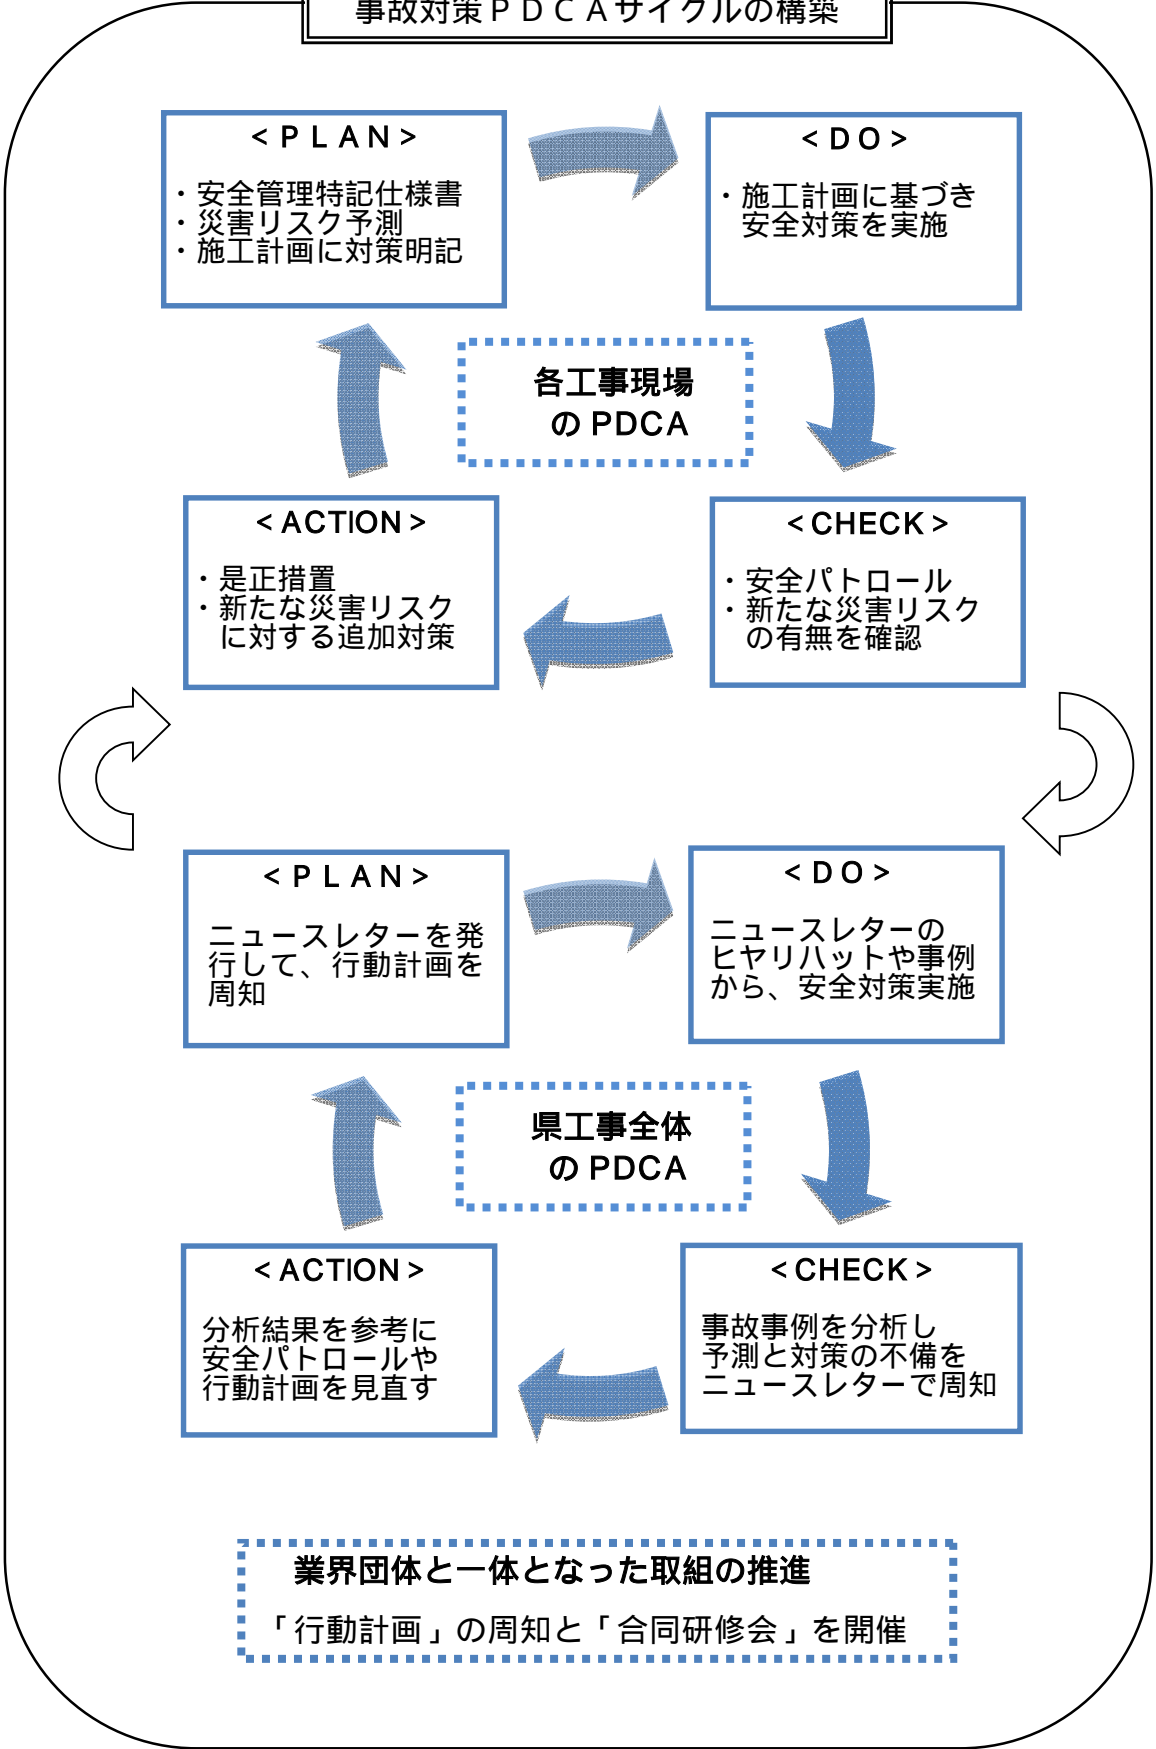 事故対策ＰＤＣＡサイクルの構築
＜ＰＬＡＮ＞
・安全管理特記仕様書
・災害リスク予測
・施工計画に対策明記
＜ＤＯ＞
・施工計画に基づき
安全対策を実施
各工事現場
のPDCA
＜ACTION＞
・是正措置
・新たな災害リスク
に対する追加対策
＜CHECK＞
・安全パトロール
・新たな災害リスク
の有無を確認
＜ＰＬＡＮ＞
ニュースレターを発
行して、行動計画を
周知
＜ＤＯ＞
ニュースレターの
ヒヤリハットや事例
から、安全対策実施
県工事全体
のPDCA
＜ACTION＞
分析結果を参考に
安全パトロールや
行動計画を見直す
＜CHECK＞
事故事例を分析し
予測と対策の不備を
ニュースレターで周知
業界団体と一体となった取組の推進
「行動計画」の周知と「合同研修会」を開催